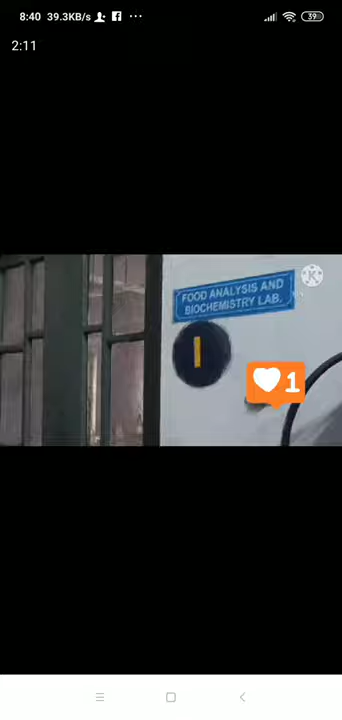 8:40 39.3KB/s
39
2:11
FOOD ANALYSIS AND
BIOCHEMISTRY LAB.
K
1